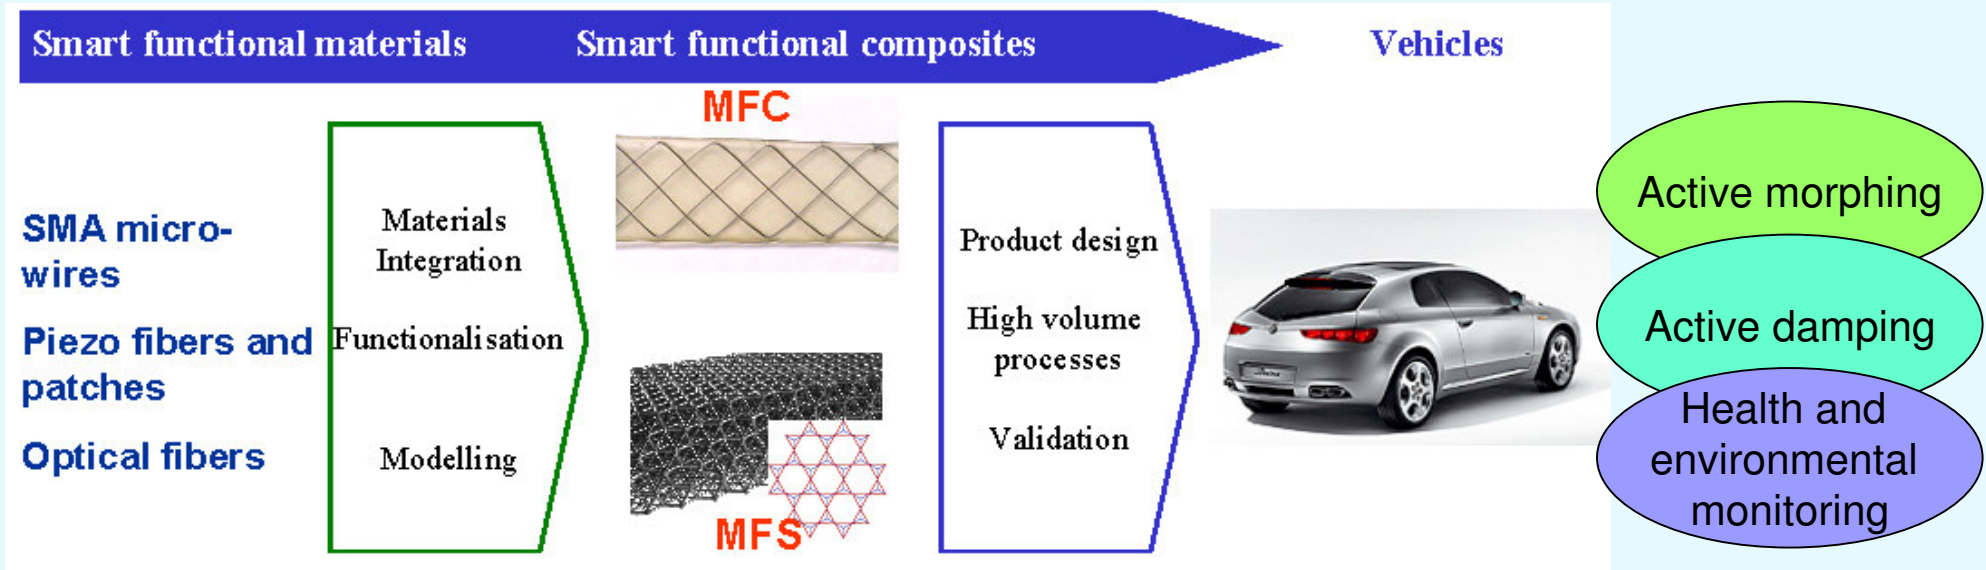 Smart functional materials
Smart functional composites
Vehicles
SMA micro-
wires
Piezo fibers and
patches
Optical fibers
Materials
Integration
Functionalisation
Modelling
MFC
MFS
Product design
High volume
processes
Validation
Active morphing
Active damping
Health and
environmental
monitoring